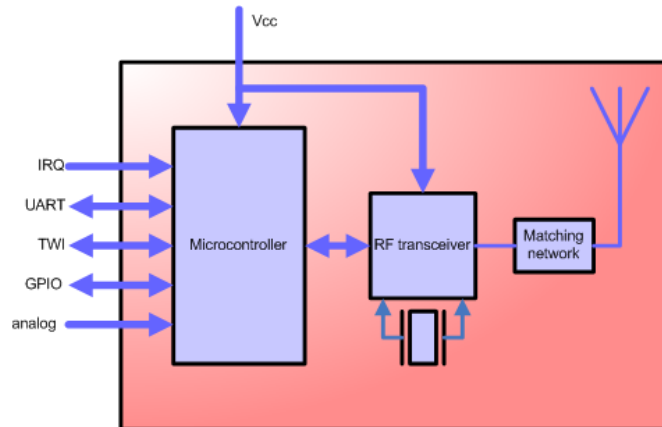 Vcc
IRQ
UART
TWI
GPIO
analog
Microcontroller
RF transceiver
Matching
network